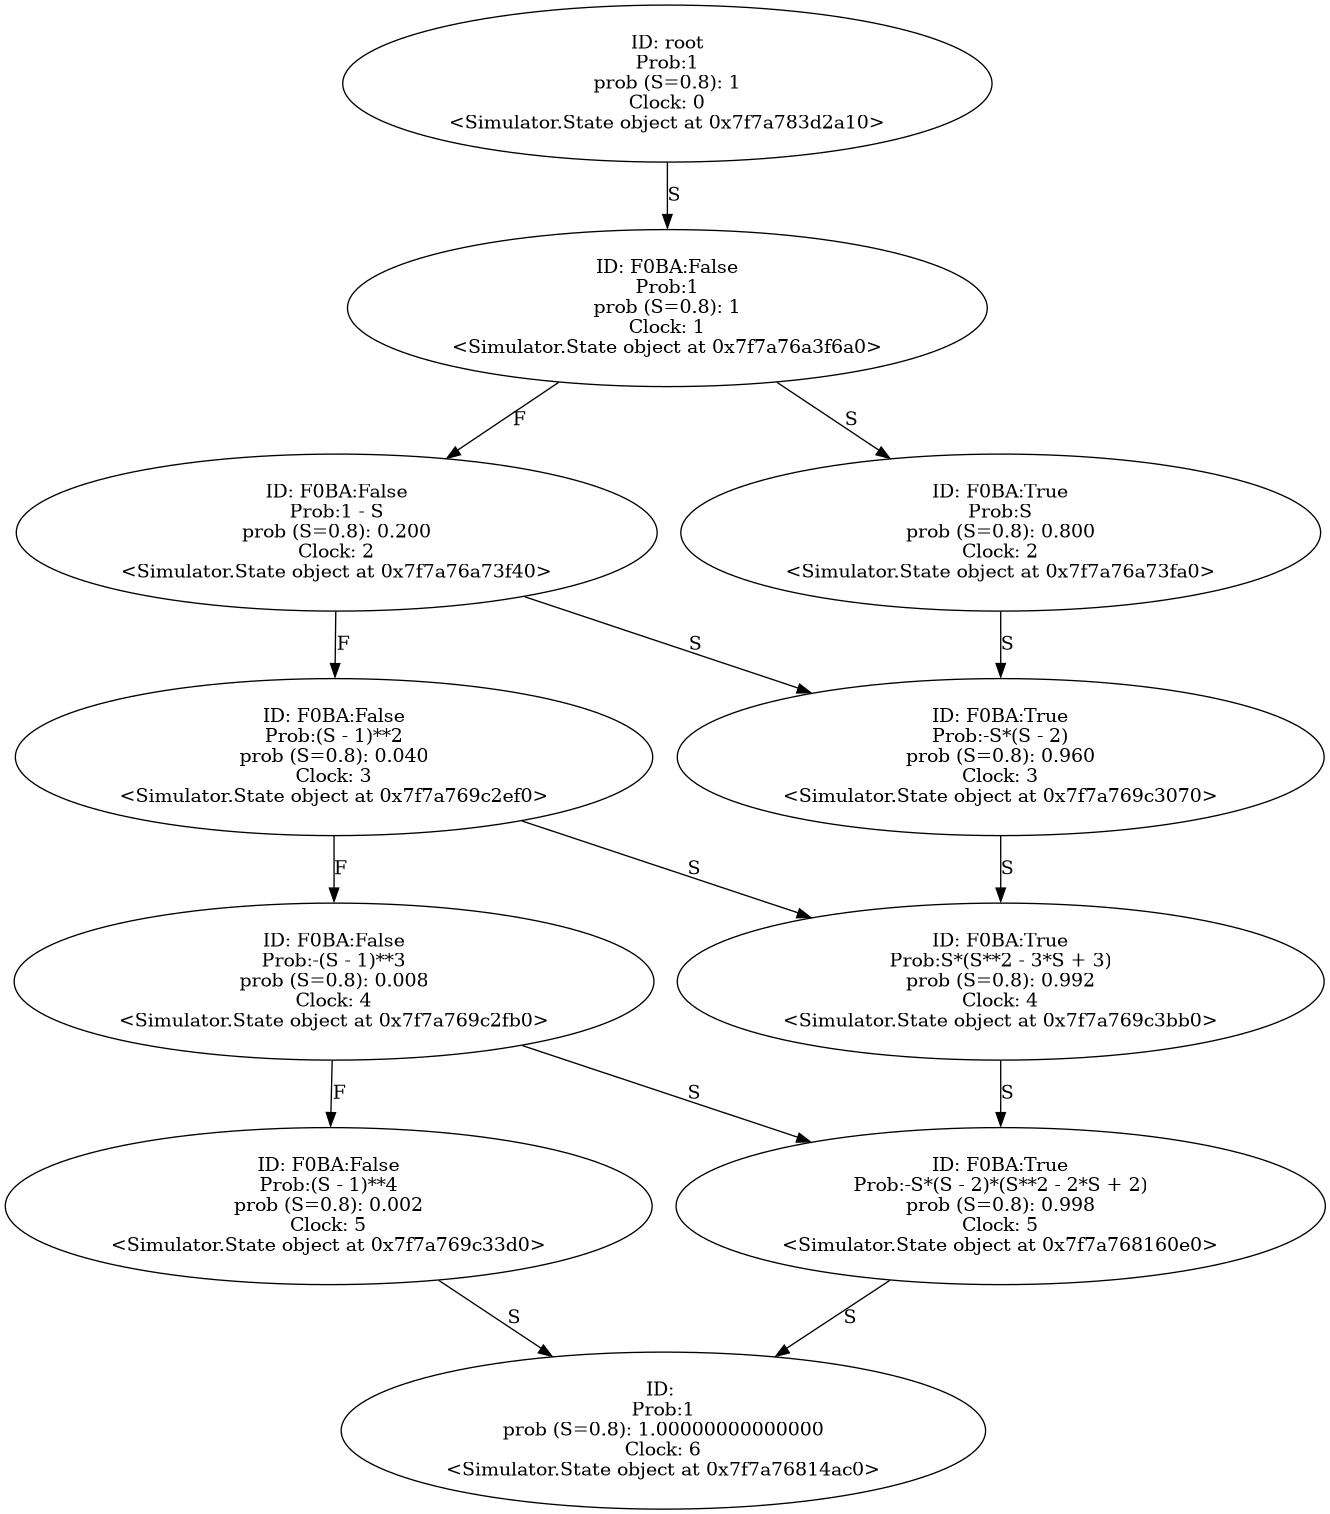 ID: root
Prob:1
prob (S=0.8): 1
Clock: 0
<Simulator.State object at 0x7f7a783d2a10>
S
ID: F0BA:False
Prob:1
prob (S=0.8): 1
Clock: 1
<Simulator.State object at 0x7f7a76a3f6a0>
F
S
ID: F0BA:False
Prob:1 - S
prob (S=0.8): 0.200
Clock: 2
<Simulator.State object at 0x7f7a76a73f40>
ID: F0BA:True
Prob:S
prob (S=0.8): 0.800
Clock: 2
<Simulator.State object at 0x7f7a76a73fa0>
F
S
S
ID: F0BA:False
Prob:(S - 1)**2
prob (S=0.8): 0.040
Clock: 3
<Simulator.State object at 0x7f7a769c2ef0>
ID: F0BA:True
Prob:-S*(S - 2)
prob (S=0.8): 0.960
Clock: 3
<Simulator.State object at 0x7f7a769c3070>
F
S
S
ID: F0BA:False
Prob:-(S - 1)**3
prob (S=0.8): 0.008
Clock: 4
<Simulator.State object at 0x7f7a769c2fb0>
ID: F0BA:True
Prob:S*(S**2 - 3*S + 3)
prob (S=0.8): 0.992
Clock: 4
<Simulator.State object at 0x7f7a769c3bb0>
F
S
S
ID: F0BA:False
Prob:(S - 1)**4
prob (S=0.8): 0.002
Clock: 5
<Simulator.State object at 0x7f7a769c33d0>
ID: F0BA:True
Prob:-S*(S - 2)*(S**2 - 2*S + 2)
prob (S=0.8): 0.998
Clock: 5
<Simulator.State object at 0x7f7a768160e0>
S
S
ID:
Prob:1
prob (S=0.8): 1.00000000000000
Clock: 6
<Simulator.State object at 0x7f7a76814ac0>